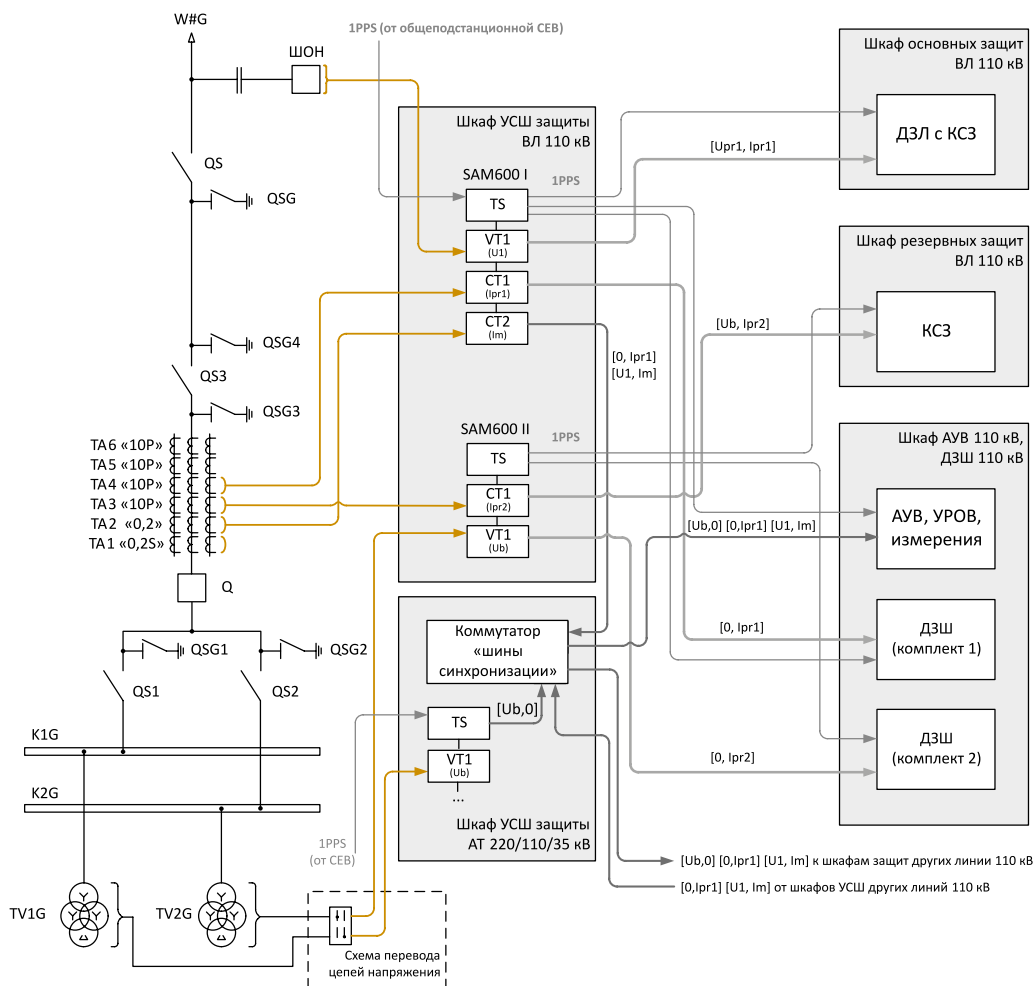 W#G
ШОН
QS
QSG
QSG4
QS3
QSG3
TA6 «10P»
TA5 «10P»
TA4 «10P»
TA3 «10P»
TA2 «0,2»
TA1 «0,2S»
Q
QSG1
QSG2
QS1
QS2
K1G
K2G
TV1G
TV2G
Схема перевода
цепей напряжения
1PPS (от общеподстанционной СЕВ)
Шкаф УСШ защиты
ВЛ 110 кВ
SAM600 I
TS
1PPS
VT1
(U1)
CT1
(Ipr1)
CT2
(Im)
[0, Ipr1]
[U1, Im]
SAM600 II
TS
1PPS
CT1
(Ipr2)
VT1
(Ub)
Коммутатор
«шины
синхронизации»
[Ub,0]
TS
VT1
(Ub)
...
1PPS
(от СЕВ)
Шкаф УСШ защиты
АТ 220/110/35 кВ
[Upr1, Ipr1]
[Ub, Ipr2]
[Ub,0] [0,Ipr1] [U1, Im]
[0, Ipr1]
[0, Ipr2]
Шкаф основных защит
ВЛ 110 кВ
ДЗЛ с КСЗ
Шкаф резервных защит
ВЛ 110 кВ
КСЗ
Шкаф АУВ 110 кВ,
ДЗШ 110 кВ
АУВ, УРОВ,
измерения
ДЗШ
(комплект 1)
ДЗШ
(комплект 2)
[Ub,0] [0,Ipr1] [U1, Im] к шкафам защит других линии 110 кВ
[0,Ipr1] [U1, Im] от шкафов УСШ других линий 110 кВ